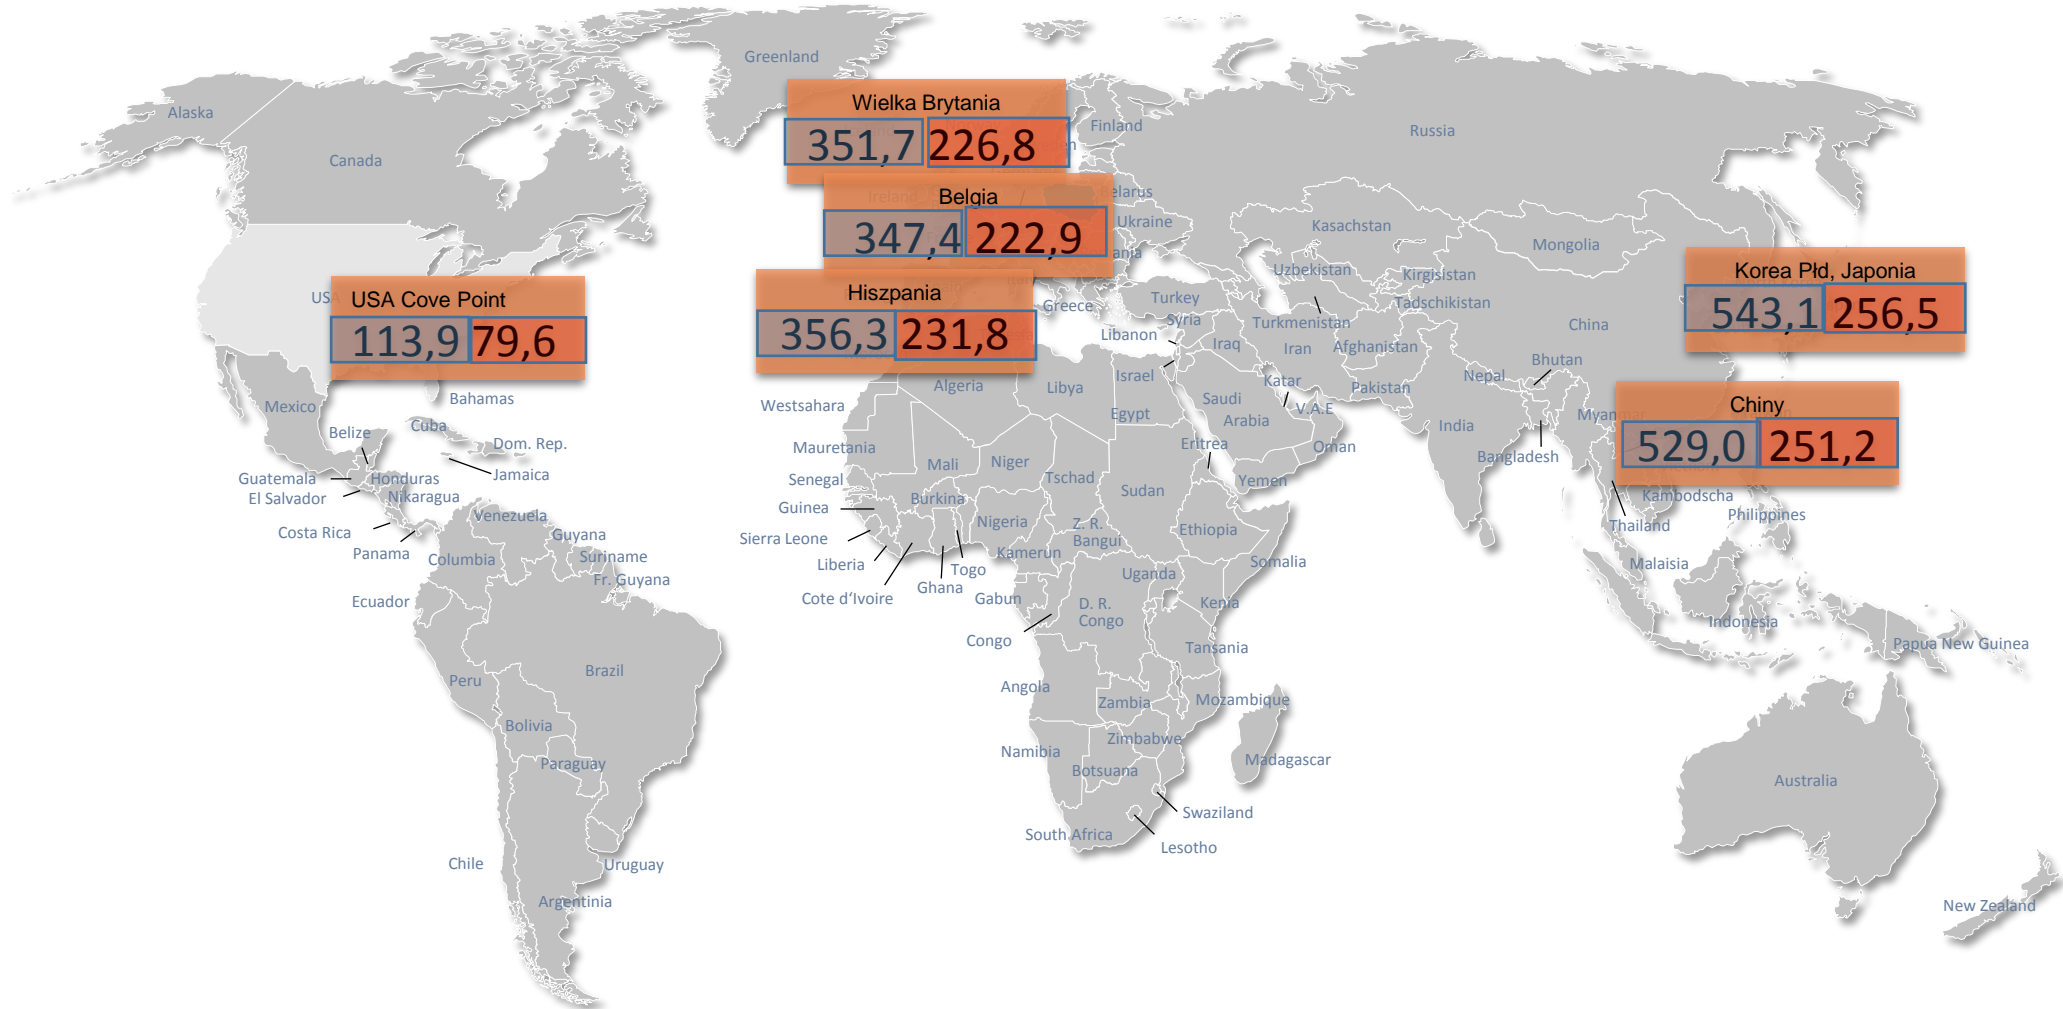 Greenland
Alaska
Canada
Russia
Finland
Wielka Brytania
351,7 226,8
Belarus
Belgia
347,4 222,9
Ukraine
Kasachstan
Mongolia
Uzbekistan
Kirgisistan
Tadschikistan
Korea Płd, Japonia
543,1 256,5
USA Cove Point
113,9 79,6
Hiszpania
356,3 231,8
Greece
Turkey
Syria
Libanon
Turkmenistan
Iraq
Iran
Afghanistan
China
Bhutan
Nepal
Israel
Katar
Pakistan
Algeria
Libya
Saudi
Arabia
V.A.E
Egypt
India
Chiny
529,0 251,2
Mexico
Bahamas
Westsahara
Belize
Cuba
Dom. Rep.
Mauretania
Eritrea
Oman
Bangladesh
Guatemala
Honduras
Jamaica
El Salvador
Nikaragua
Senegal
Mali
Niger
Tschad
Sudan
Yemen
Kambodscha
Burkina
Guinea
Philippines
Thailand
Costa Rica
Venezuela
Guyana
Nigeria
Z. R.
Bangui
Ethiopia
Sierra Leone
Panama
Columbia
Suriname
Kamerun
Somalia
Malaisia
Liberia
Togo
Uganda
Fr. Guyana
Ghana
Ecuador
Cote d'Ivoire
Gabun
D. R.
Congo
Kenia
Indonesia
Congo
Tansania
Papua New Guinea
Peru
Brazil
Angola
Zambia
Mozambique
Bolivia
Zimbabwe
Namibia
Madagascar
Paraguay
Botsuana
Australia
Swaziland
South Africa
Lesotho
Chile
Uruguay
Argentinia
New Zealand